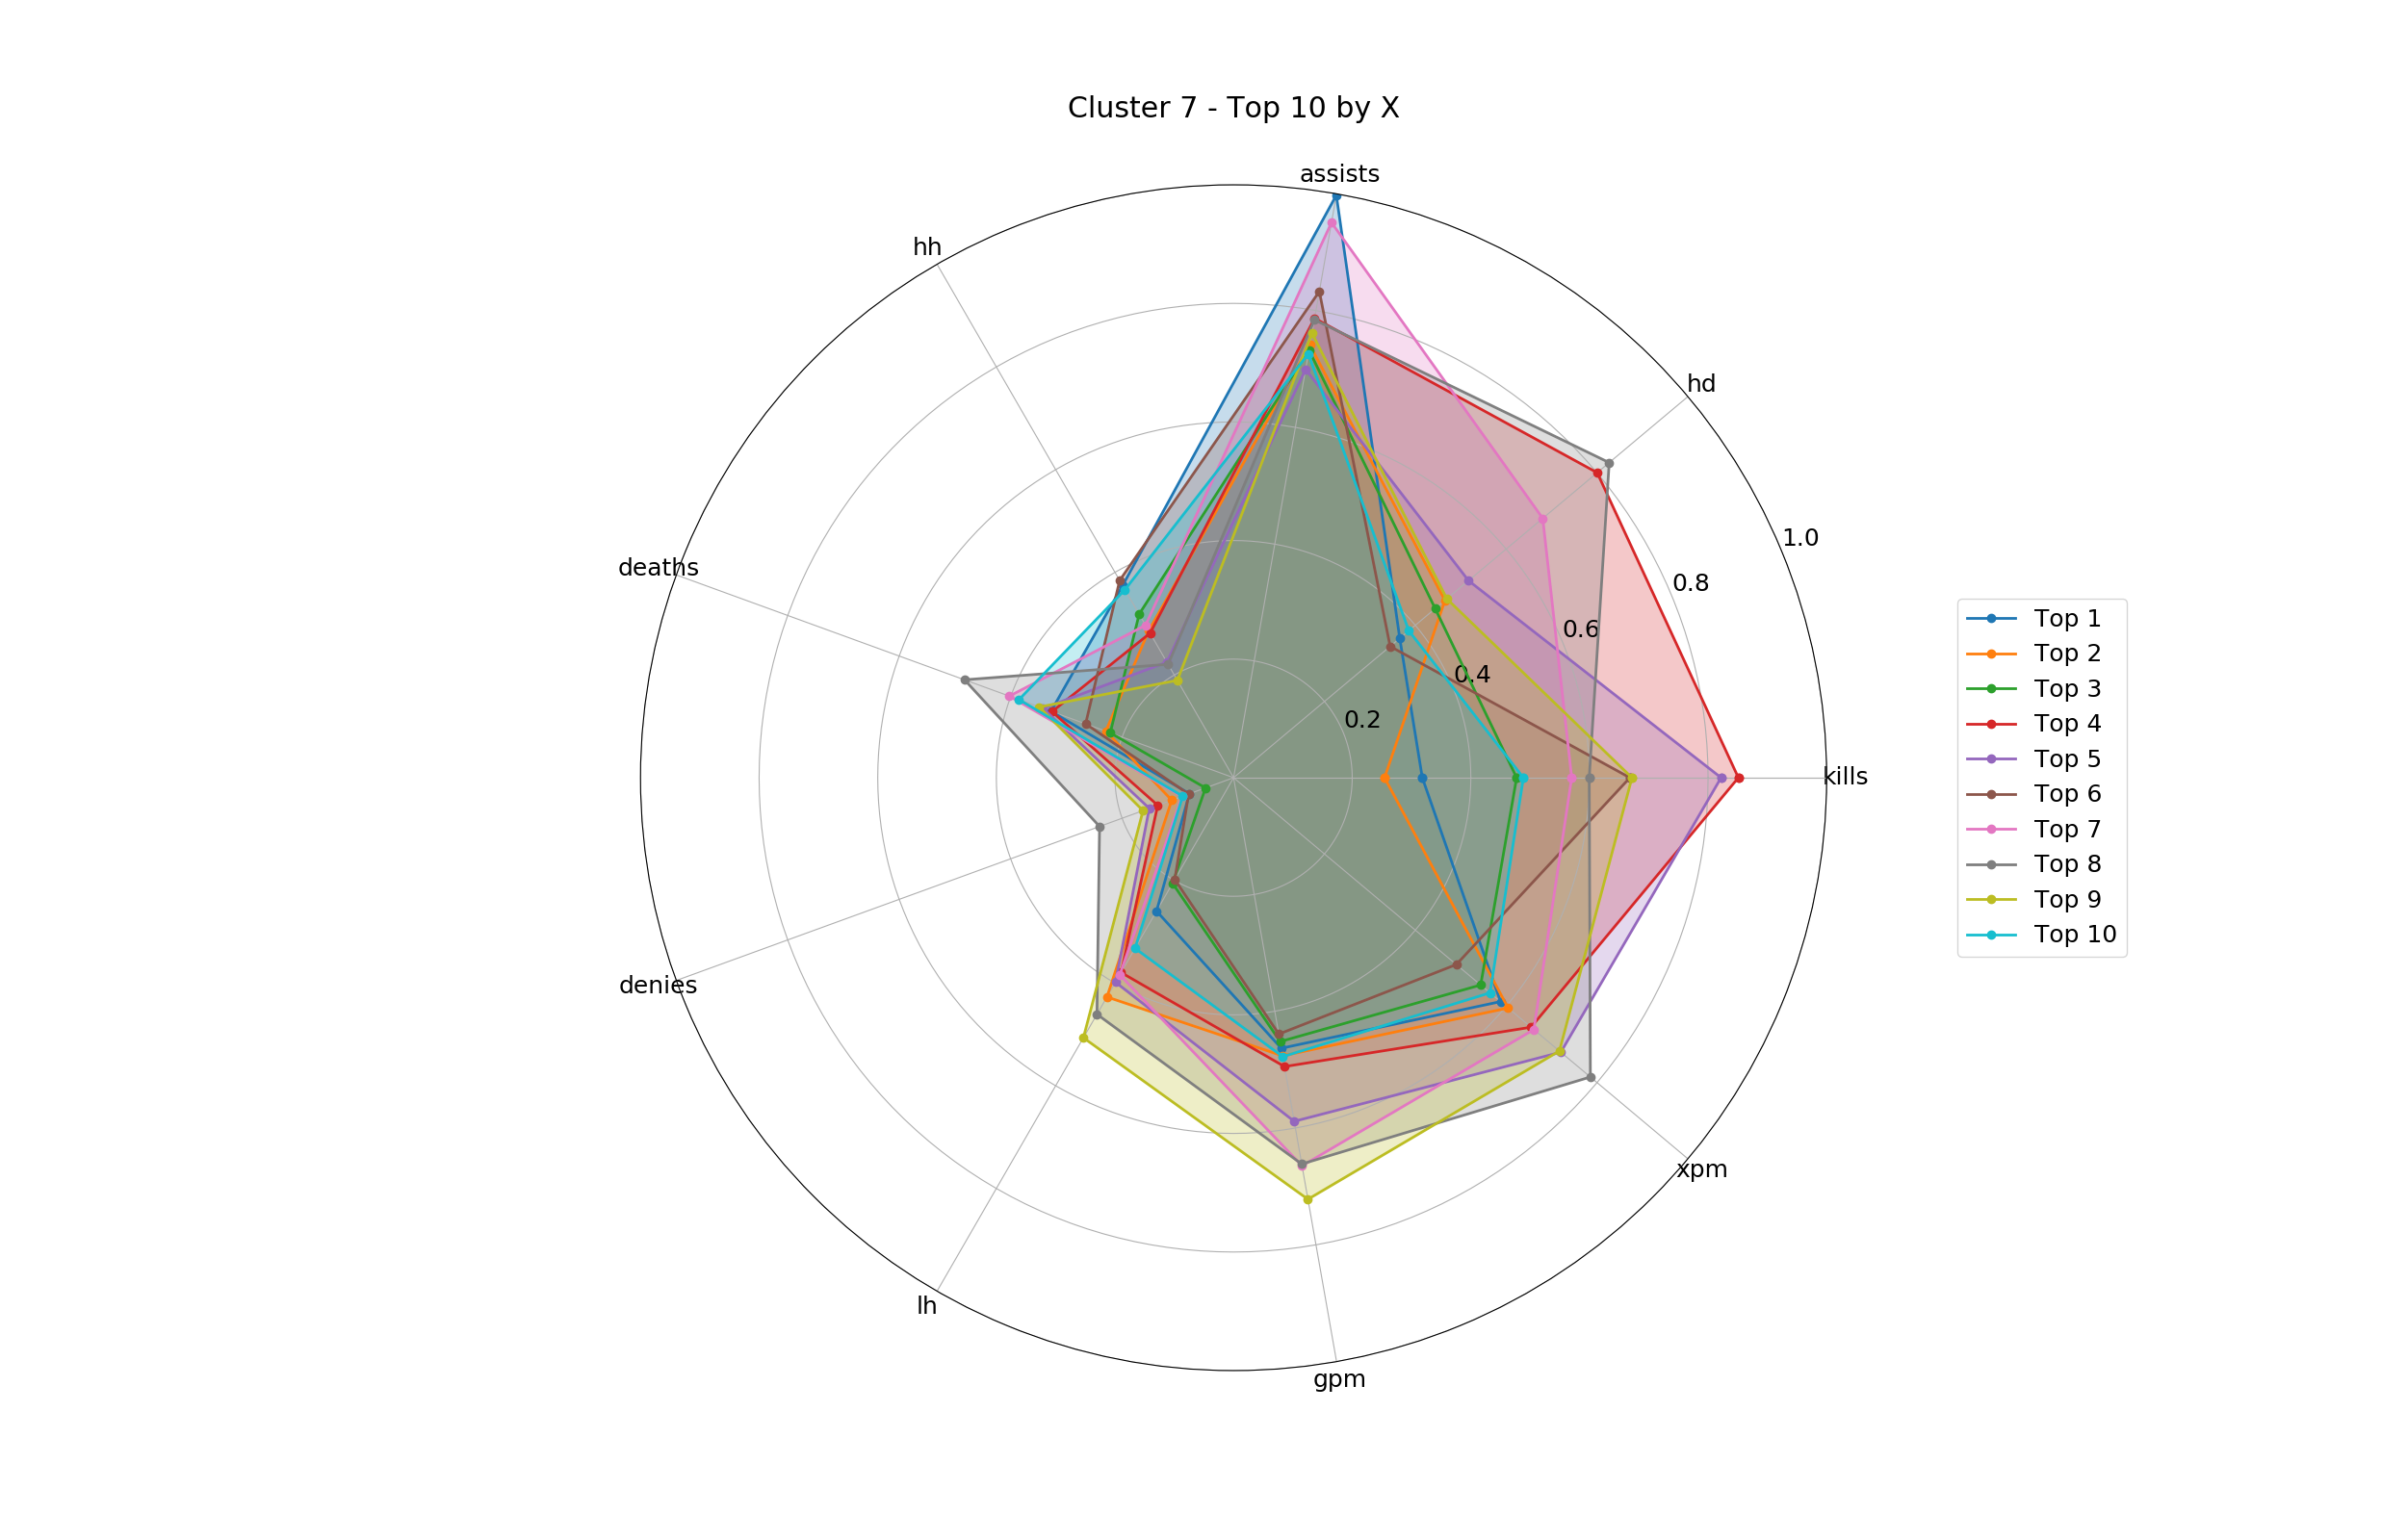 Cluster 7 - Top 10 by X
assists
hh
hd
deaths
kills
denies
xpm
lh
gpm
1.0
0.8
0.6
0.4
0.2
Top 1
Top 2
Top 3
Top 4
Top 5
Top 6
Top 7
Top 8
Top 9
Top 10